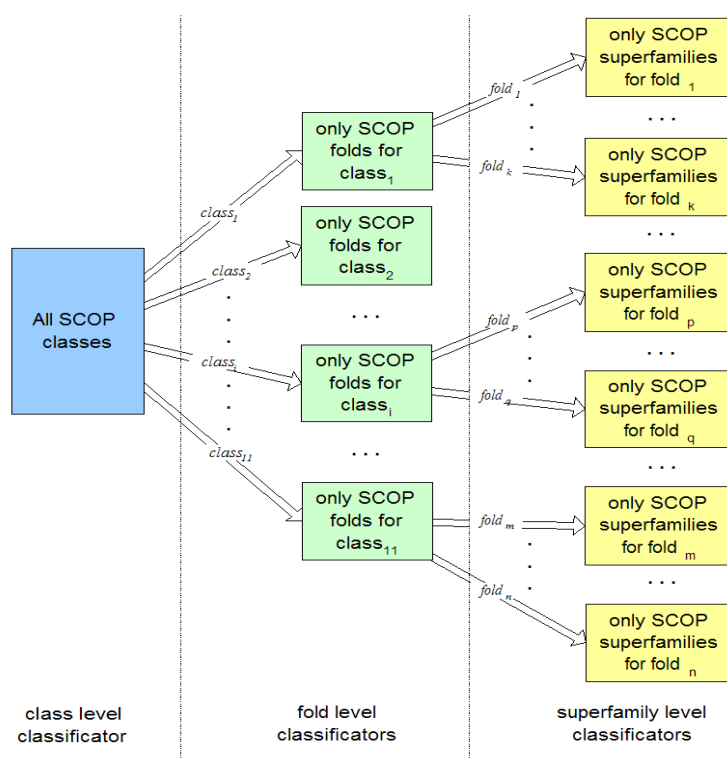 All SCOP
classes
class1
class2
classi
class11
only SCOP
folds for
class1
only SCOP
folds for
class2
. . .
only SCOP
folds for
classi
. . .
only SCOP
folds for
class11
fold 1
fold k
fold p
fold q
fold m
fold n
only SCOP
superfamilies
for fold 1
. . .
only SCOP
superfamilies
for fold k
. . .
only SCOP
superfamilies
for fold p
. . .
only SCOP
superfamilies
for fold q
. . .
only SCOP
superfamilies
for fold m
. . .
only SCOP
superfamilies
for fold n
class level
classificator
fold level
classificators
superfamily level
classificators